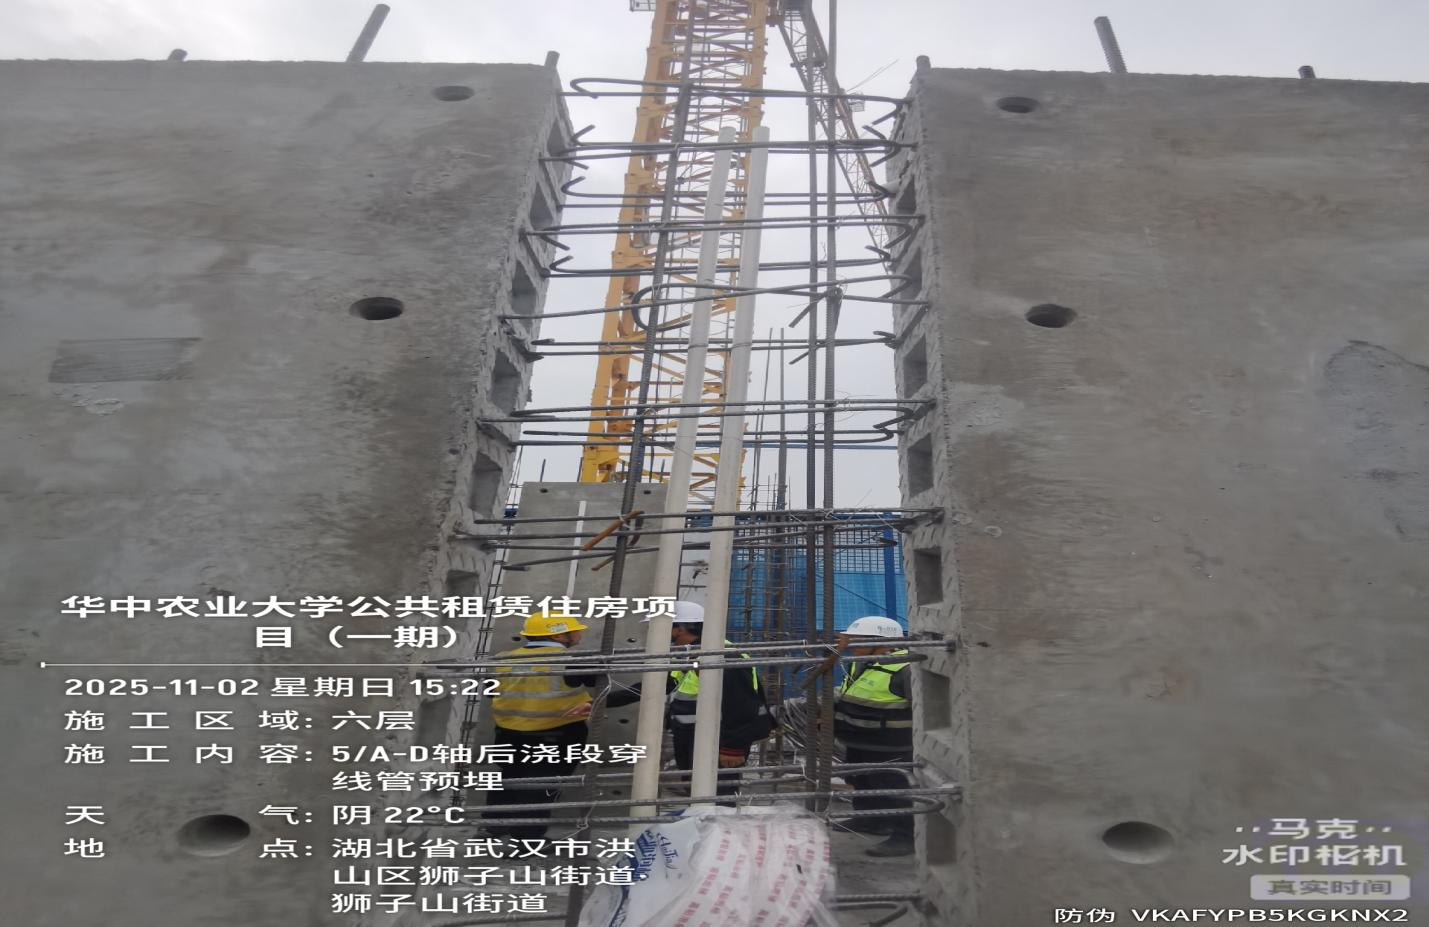 华中农业大学公共租赁住房项
目（一期）
2025-11-02 星期日 15:22
施工区域：六层
施工内容：5/A-D轴后浇段穿
线管预埋
天气：阴 22°C
地点：湖北省武汉市洪
山区狮子山街道·
狮子山街道
马克
水印相机
真实时间
防伪 VKAFYPB5KGKNX2